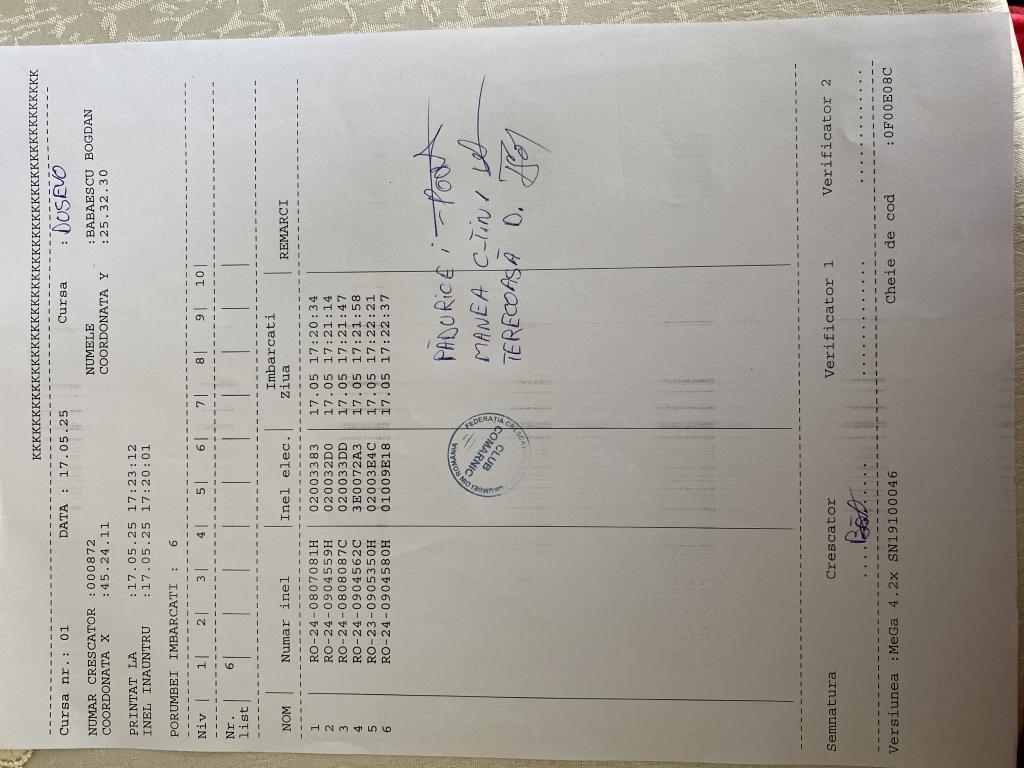 KKKKKKKKKKKKKKKKKKKKKKKKKKKKKKKKKKKKKKKKKKKKKKKKK
Cursa nr.: 01 DATA : 17.05.25 Cursa : DOSEVO
NUMAR CRESCATOR :000872 NUMELE :BABAESCU BOGDAN
COORDONATA X :45.24.11 COORDONATA Y :25.32.30
PRINTAT LA :17.05.25 17:23:12
INEL INAUNTRU :17.05.25 17:20:01
PORUMBEI IMBARCATI : 6
Niv | 1| 2| 3| 4| 5| 6| 7| 8| 9| 10|
Nr. | 6| | | | | | | | | |
list|
Imbarcati
NOM | Numar inel |Inel elec.| Ziua | REMARCI
1 RO-24-0807081H 02003383 17.05 17:20:34
2 RO-24-0904559H 020032D0 17.05 17:21:14
3 RO-24-0808087C 020033DD 17.05 17:21:47
4 RO-24-0904562C 3E0072A3 17.05 17:21:58
5 RO-23-0905350H 02003E4C 17.05 17:22:21
6 RO-24-0904580H 01009E18 17.05 17:22:37
PĂDURICE i
MANEA C-TIN
TERECOASĂ D.
FEDERAȚIA
DIN ROMANIA
CLUB
COMARNIC
Semnatura Crescator Verificator 1 Verificator 2
Versiunea :MeGa 4.2x SN19100046 Cheie de cod :0F00E08C